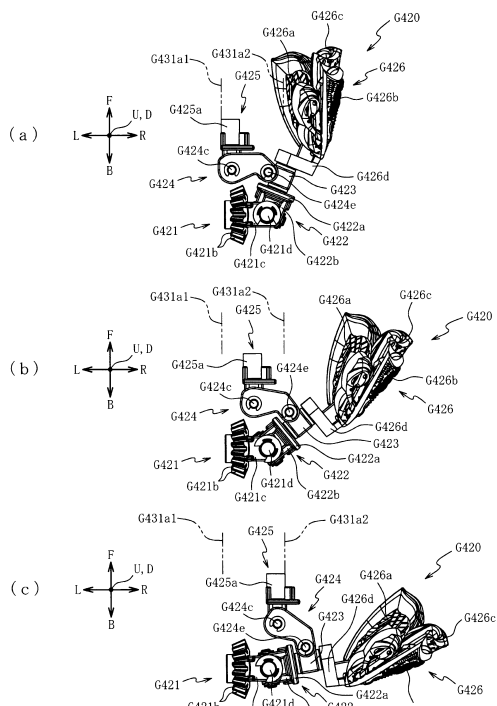 G426c
G420
G426a
G431a1
G431a2
G425
G426
G425a
G426b
F
U,D
(a)
L
R
B
G424c
G426d
G423
G424
G424e
G422a
G421
G422
G421d
G421b
G421c
G422b
G431a1
G431a2
G426a
G426c
G425
G420
(b)
F
U,D
L
R
B
G425a
G424e
G424c
G426b
G424
G426
G426d
G423
G422a
G421
G422
G421b
G421d
G421c
G422b
G431a1
G425
G431a2
G420
(c)
F
U,D
L
R
B
G425a
G424
G426a
G426d
G424c
G423
G426c
G424e
G421
G426
G422a
G421d